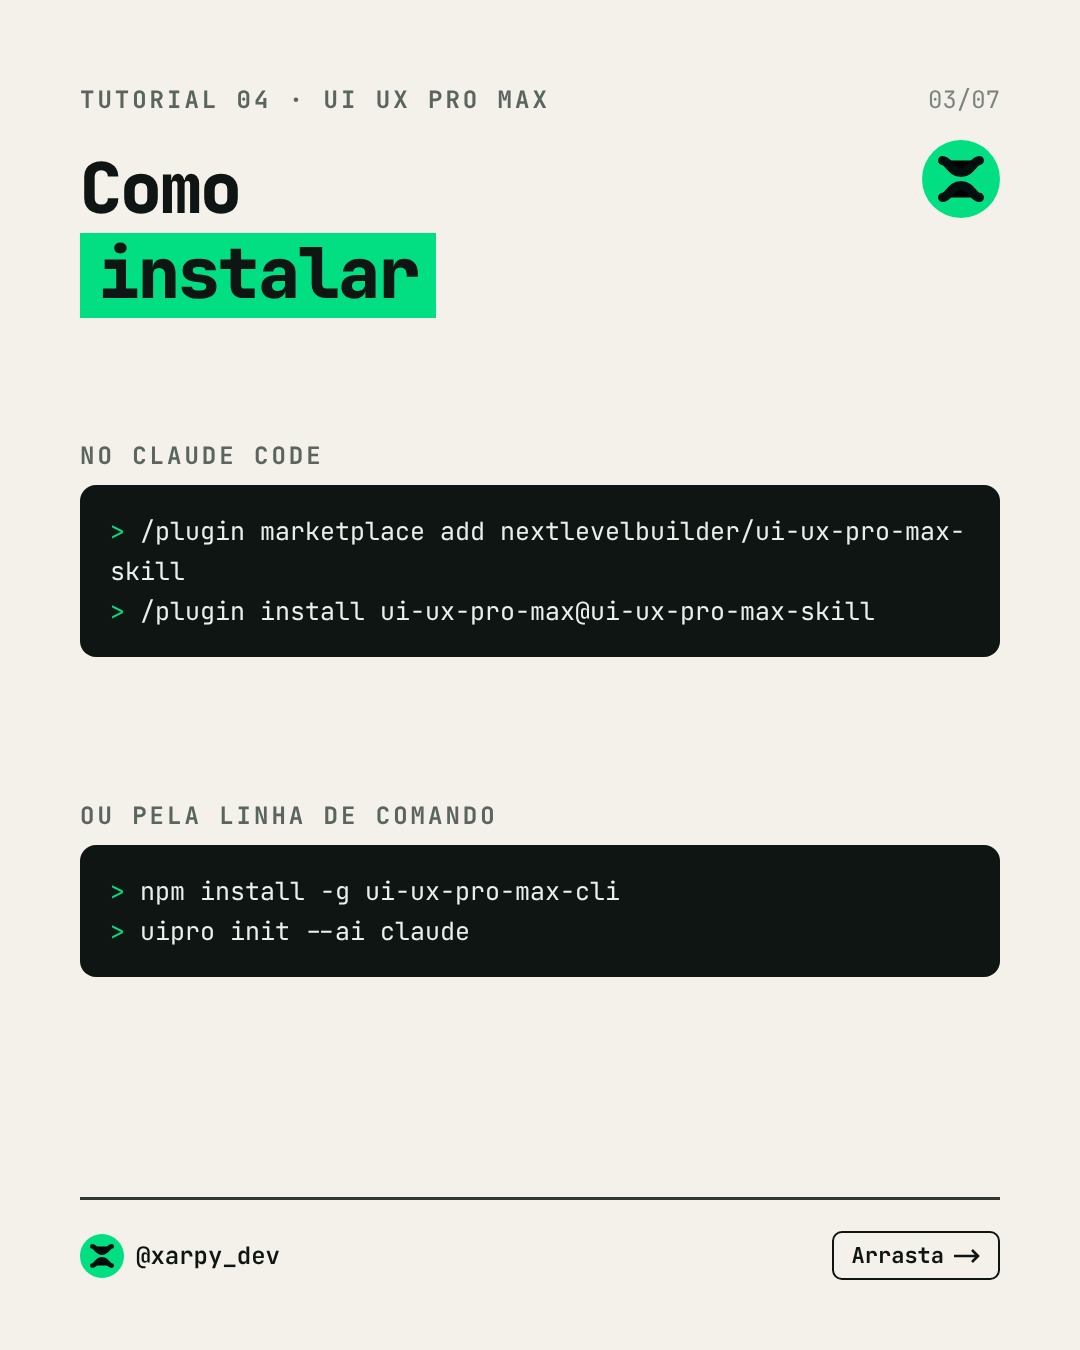 TUTORIAL 04 · UI UX PRO MAX
03/07
Como
instalar
NO CLAUDE CODE
> /plugin marketplace add nextlevelbuilder/ui-ux-pro-max-
skill
> /plugin install ui-ux-pro-max@ui-ux-pro-max-skill
OU PELA LINHA DE COMANDO
> npm install -g ui-ux-pro-max-cli
> uipro init --ai claude
@xarpy_dev
Arrasta →